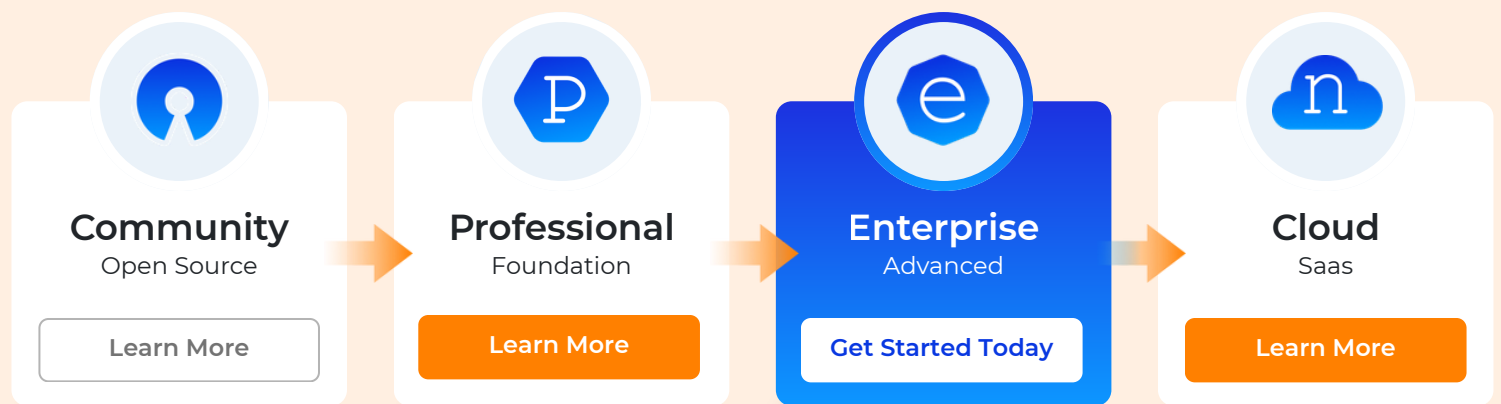 Community
Open Source
Learn More
P
Professional
Foundation
Learn More
e
Enterprise
Advanced
Get Started Today
n
Cloud
Saas
Learn More